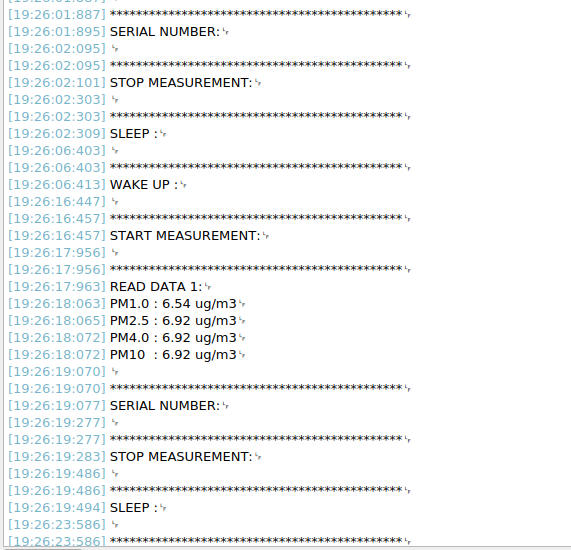 [19:26:01:887] ********************************************
[19:26:01:895] SERIAL NUMBER:
[19:26:02:095]
[19:26:02:095] ********************************************
[19:26:02:101] STOP MEASUREMENT:
[19:26:02:303]
[19:26:02:303] ********************************************
[19:26:02:309] SLEEP :
[19:26:06:403]
[19:26:06:403] ********************************************
[19:26:06:413] WAKE UP :
[19:26:16:447]
[19:26:16:457] ********************************************
[19:26:16:457] START MEASUREMENT:
[19:26:17:956]
[19:26:17:956] ********************************************
[19:26:17:963] READ DATA 1:
[19:26:18:063] PM1.0 : 6.54 ug/m3
[19:26:18:065] PM2.5 : 6.92 ug/m3
[19:26:18:072] PM4.0 : 6.92 ug/m3
[19:26:18:072] PM10  : 6.92 ug/m3
[19:26:19:070]
[19:26:19:070] ********************************************
[19:26:19:077] SERIAL NUMBER:
[19:26:19:277]
[19:26:19:277] ********************************************
[19:26:19:283] STOP MEASUREMENT:
[19:26:19:486]
[19:26:19:486] ********************************************
[19:26:19:494] SLEEP :
[19:26:23:586]
[19:26:23:586] ********************************************